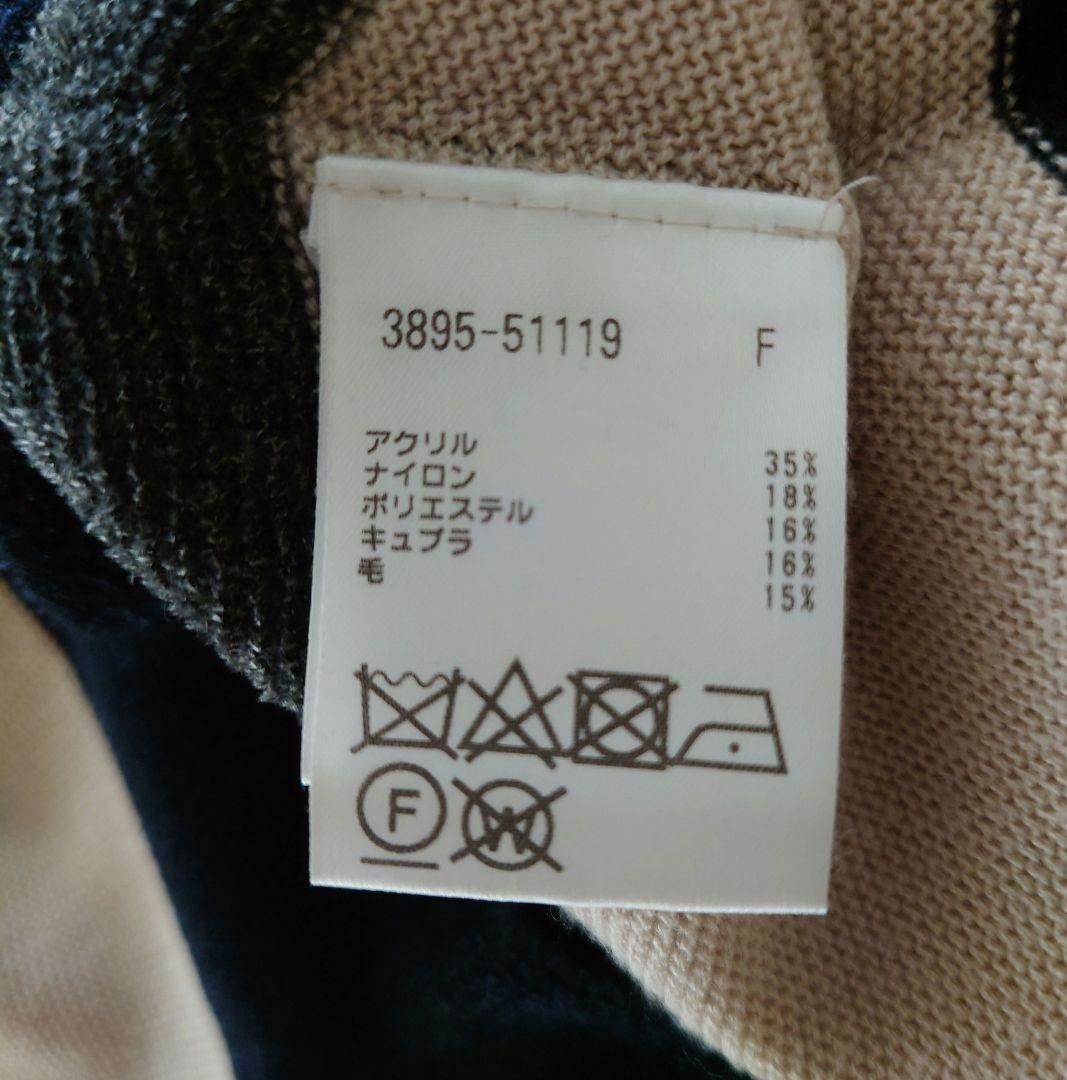 3895-51119 F
アクリル 35%
ナイロン 18%
ポリエステル 16%
キュプラ 16%
毛 15%
F W